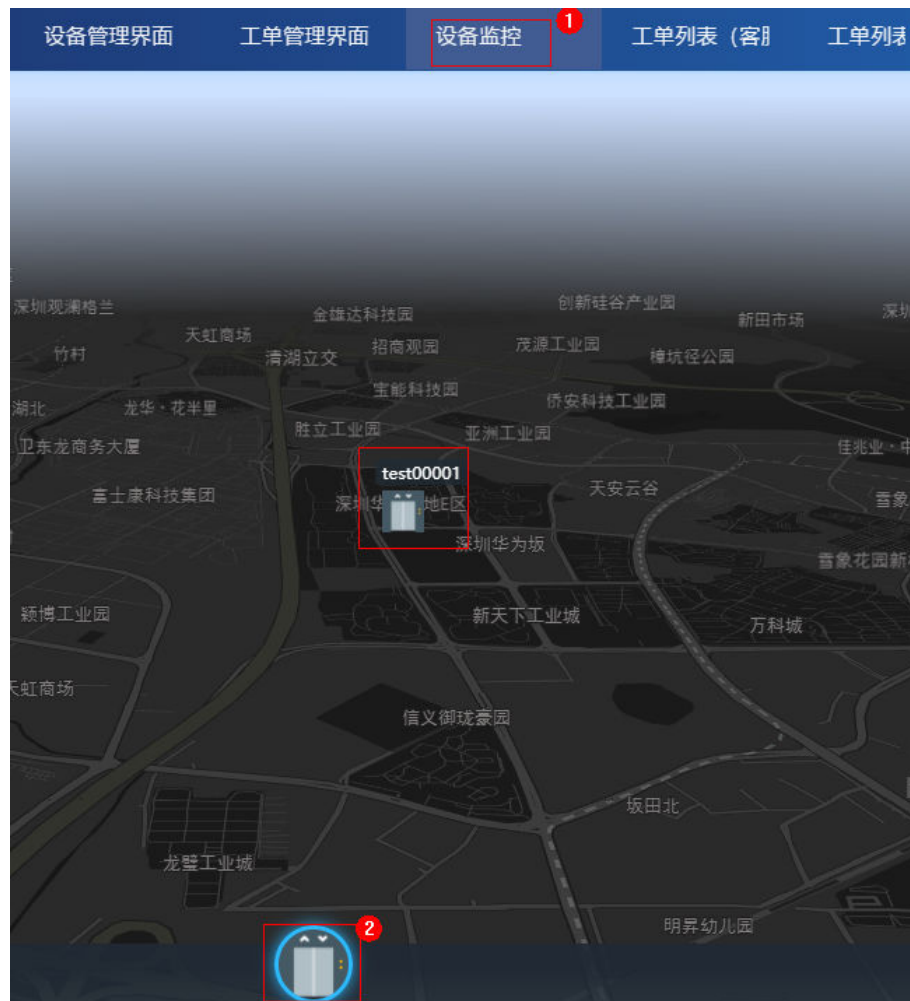 设备管理界面
工单管理界面
设备监控
1
工单列表（客服
工单列表
深圳观澜格兰
金雄达科技园
创新硅谷产业园
新田市场
深圳
天虹商场
竹村
清湖立交
招商观园
茂源工业园
樟坑径公园
宝能科技园
侨安科技工业园
湖北
龙华·花半里
胜立工业园
亚洲工业园
卫东龙商务大厦
佳兆业·中
test00001
富士康科技集团
天安云谷
雪象
深圳华
地E区
深圳华为坂
雪象花园新
颖博工业园
新天下工业城
万科城
天虹商场
信义御珑豪园
坂田北
龙璧工业城
明昇幼儿园
2